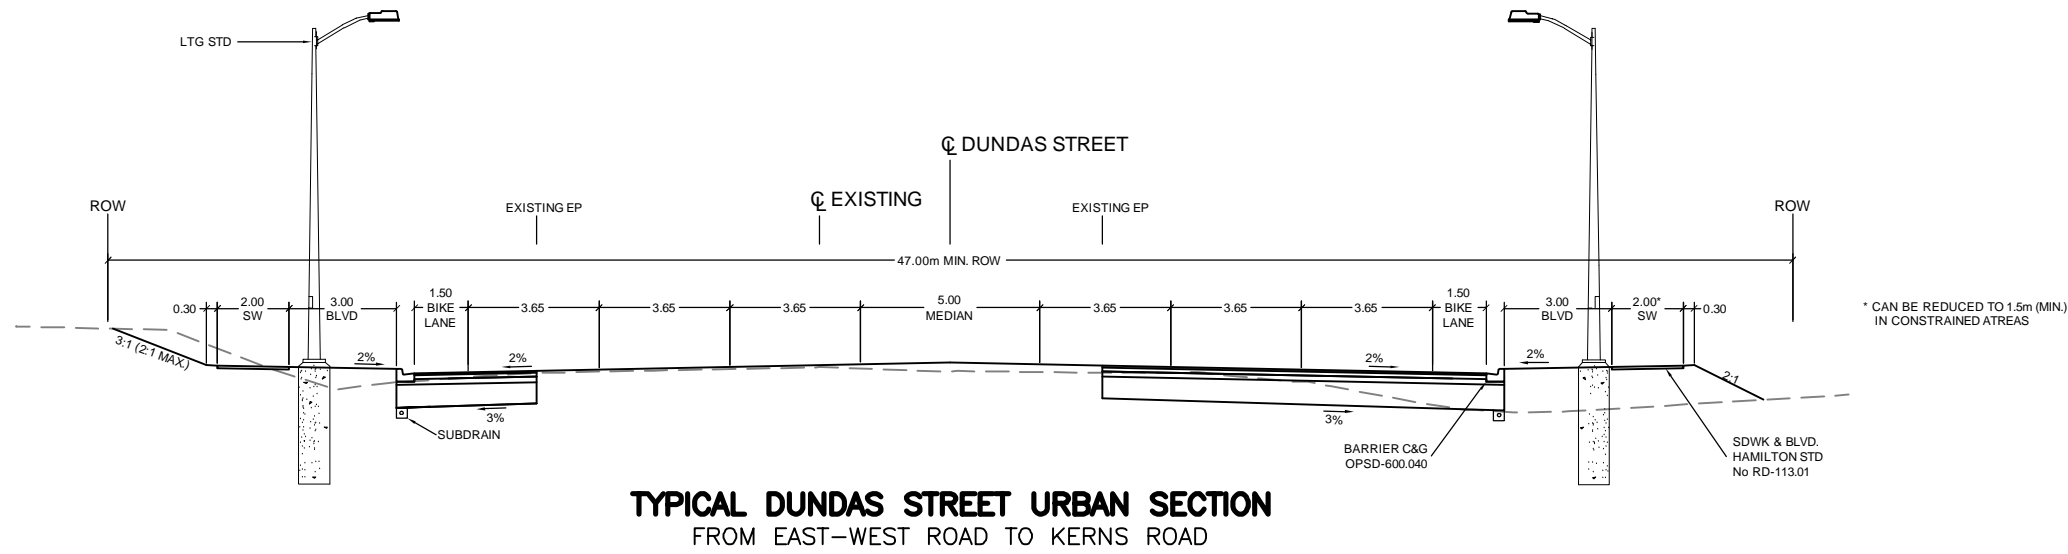 LTG STD
℄ DUNDAS STREET
℄ EXISTING
ROW
EXISTING EP
EXISTING EP
ROW
47.00m MIN. ROW
0.30
2.00
SW
3.00
BLVD
1.50
BIKE
LANE
3.65
3.65
3.65
5.00
MEDIAN
3.65
3.65
3.65
1.50
BIKE
LANE
3.00
BLVD
2.00*
SW
0.30
* CAN BE REDUCED TO 1.5m (MIN.)
IN CONSTRAINED ATREAS
3:1 (2:1 MAX.)
2%
2%
2%
2%
2:1
3%
3%
SUBDRAIN
BARRIER C&G
OPSD-600.040
SDWK & BLVD.
HAMILTON STD
No RD-113.01
TYPICAL DUNDAS STREET URBAN SECTION
FROM EAST-WEST ROAD TO KERNS ROAD